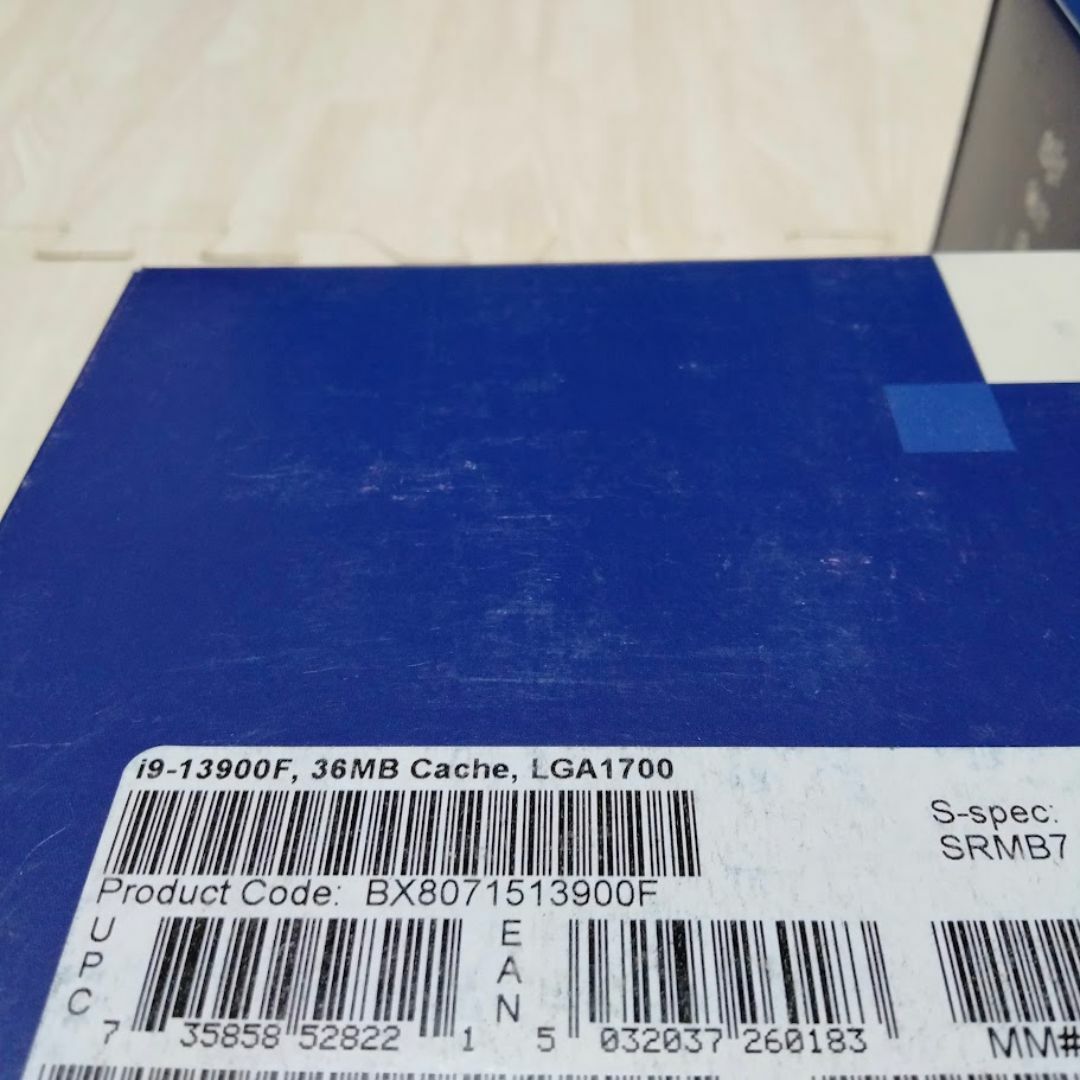 i9-13900F, 36MB Cache, LGA1700
S-spec:
SRMB7
Product Code: BX8071513900F
UPC
7 35858 52822 1
EAN
5 032037 260183
MM#